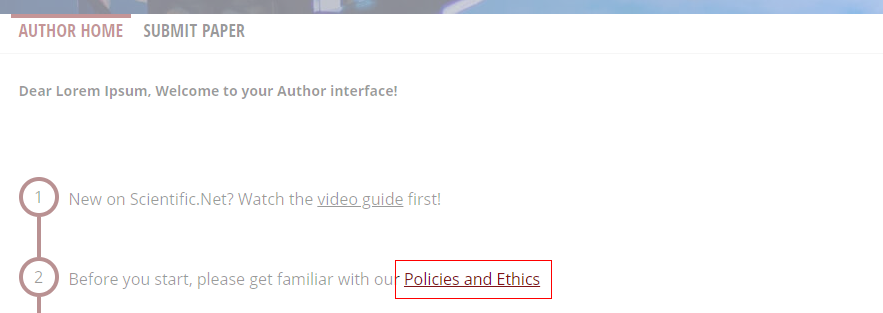 AUTHOR HOME SUBMIT PAPER
Dear Lorem Ipsum, Welcome to your Author interface!
1 New on Scientific.Net? Watch the video guide first!
2 Before you start, please get familiar with our Policies and Ethics